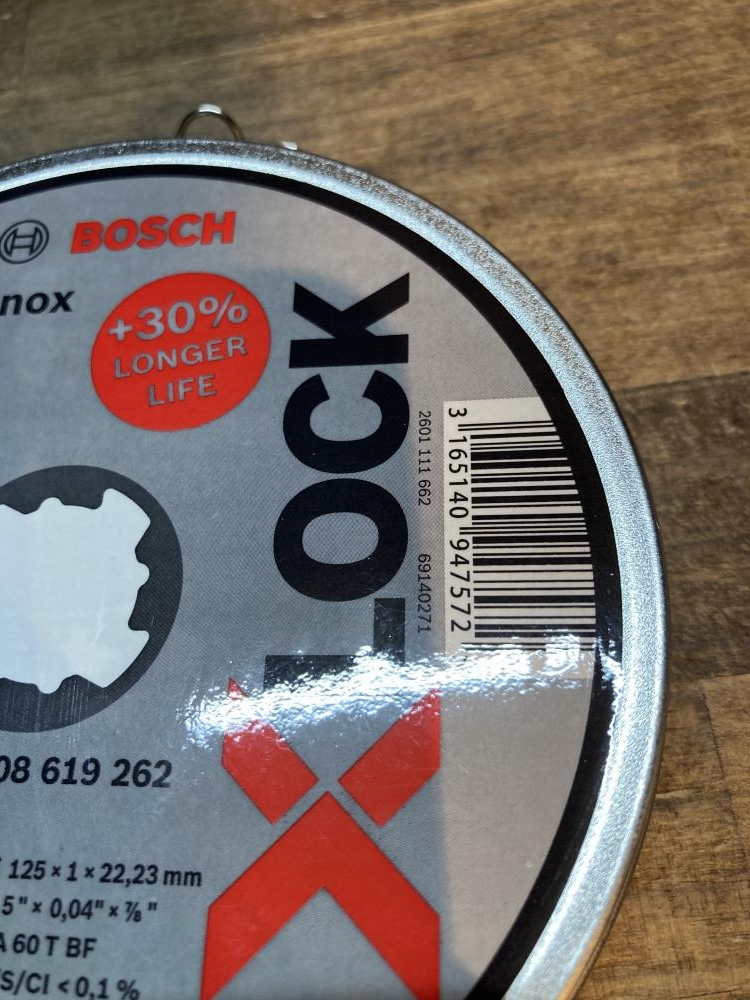 BOSCH
nox
+30%
LONGER
LIFE
X LOCK
2601 111 662 69140271
3 165140 947572
08 619 262
125 × 1 × 22,23 mm
5" × 0,04" × ⅞"
A 60 T BF
S/CI < 0,1 %